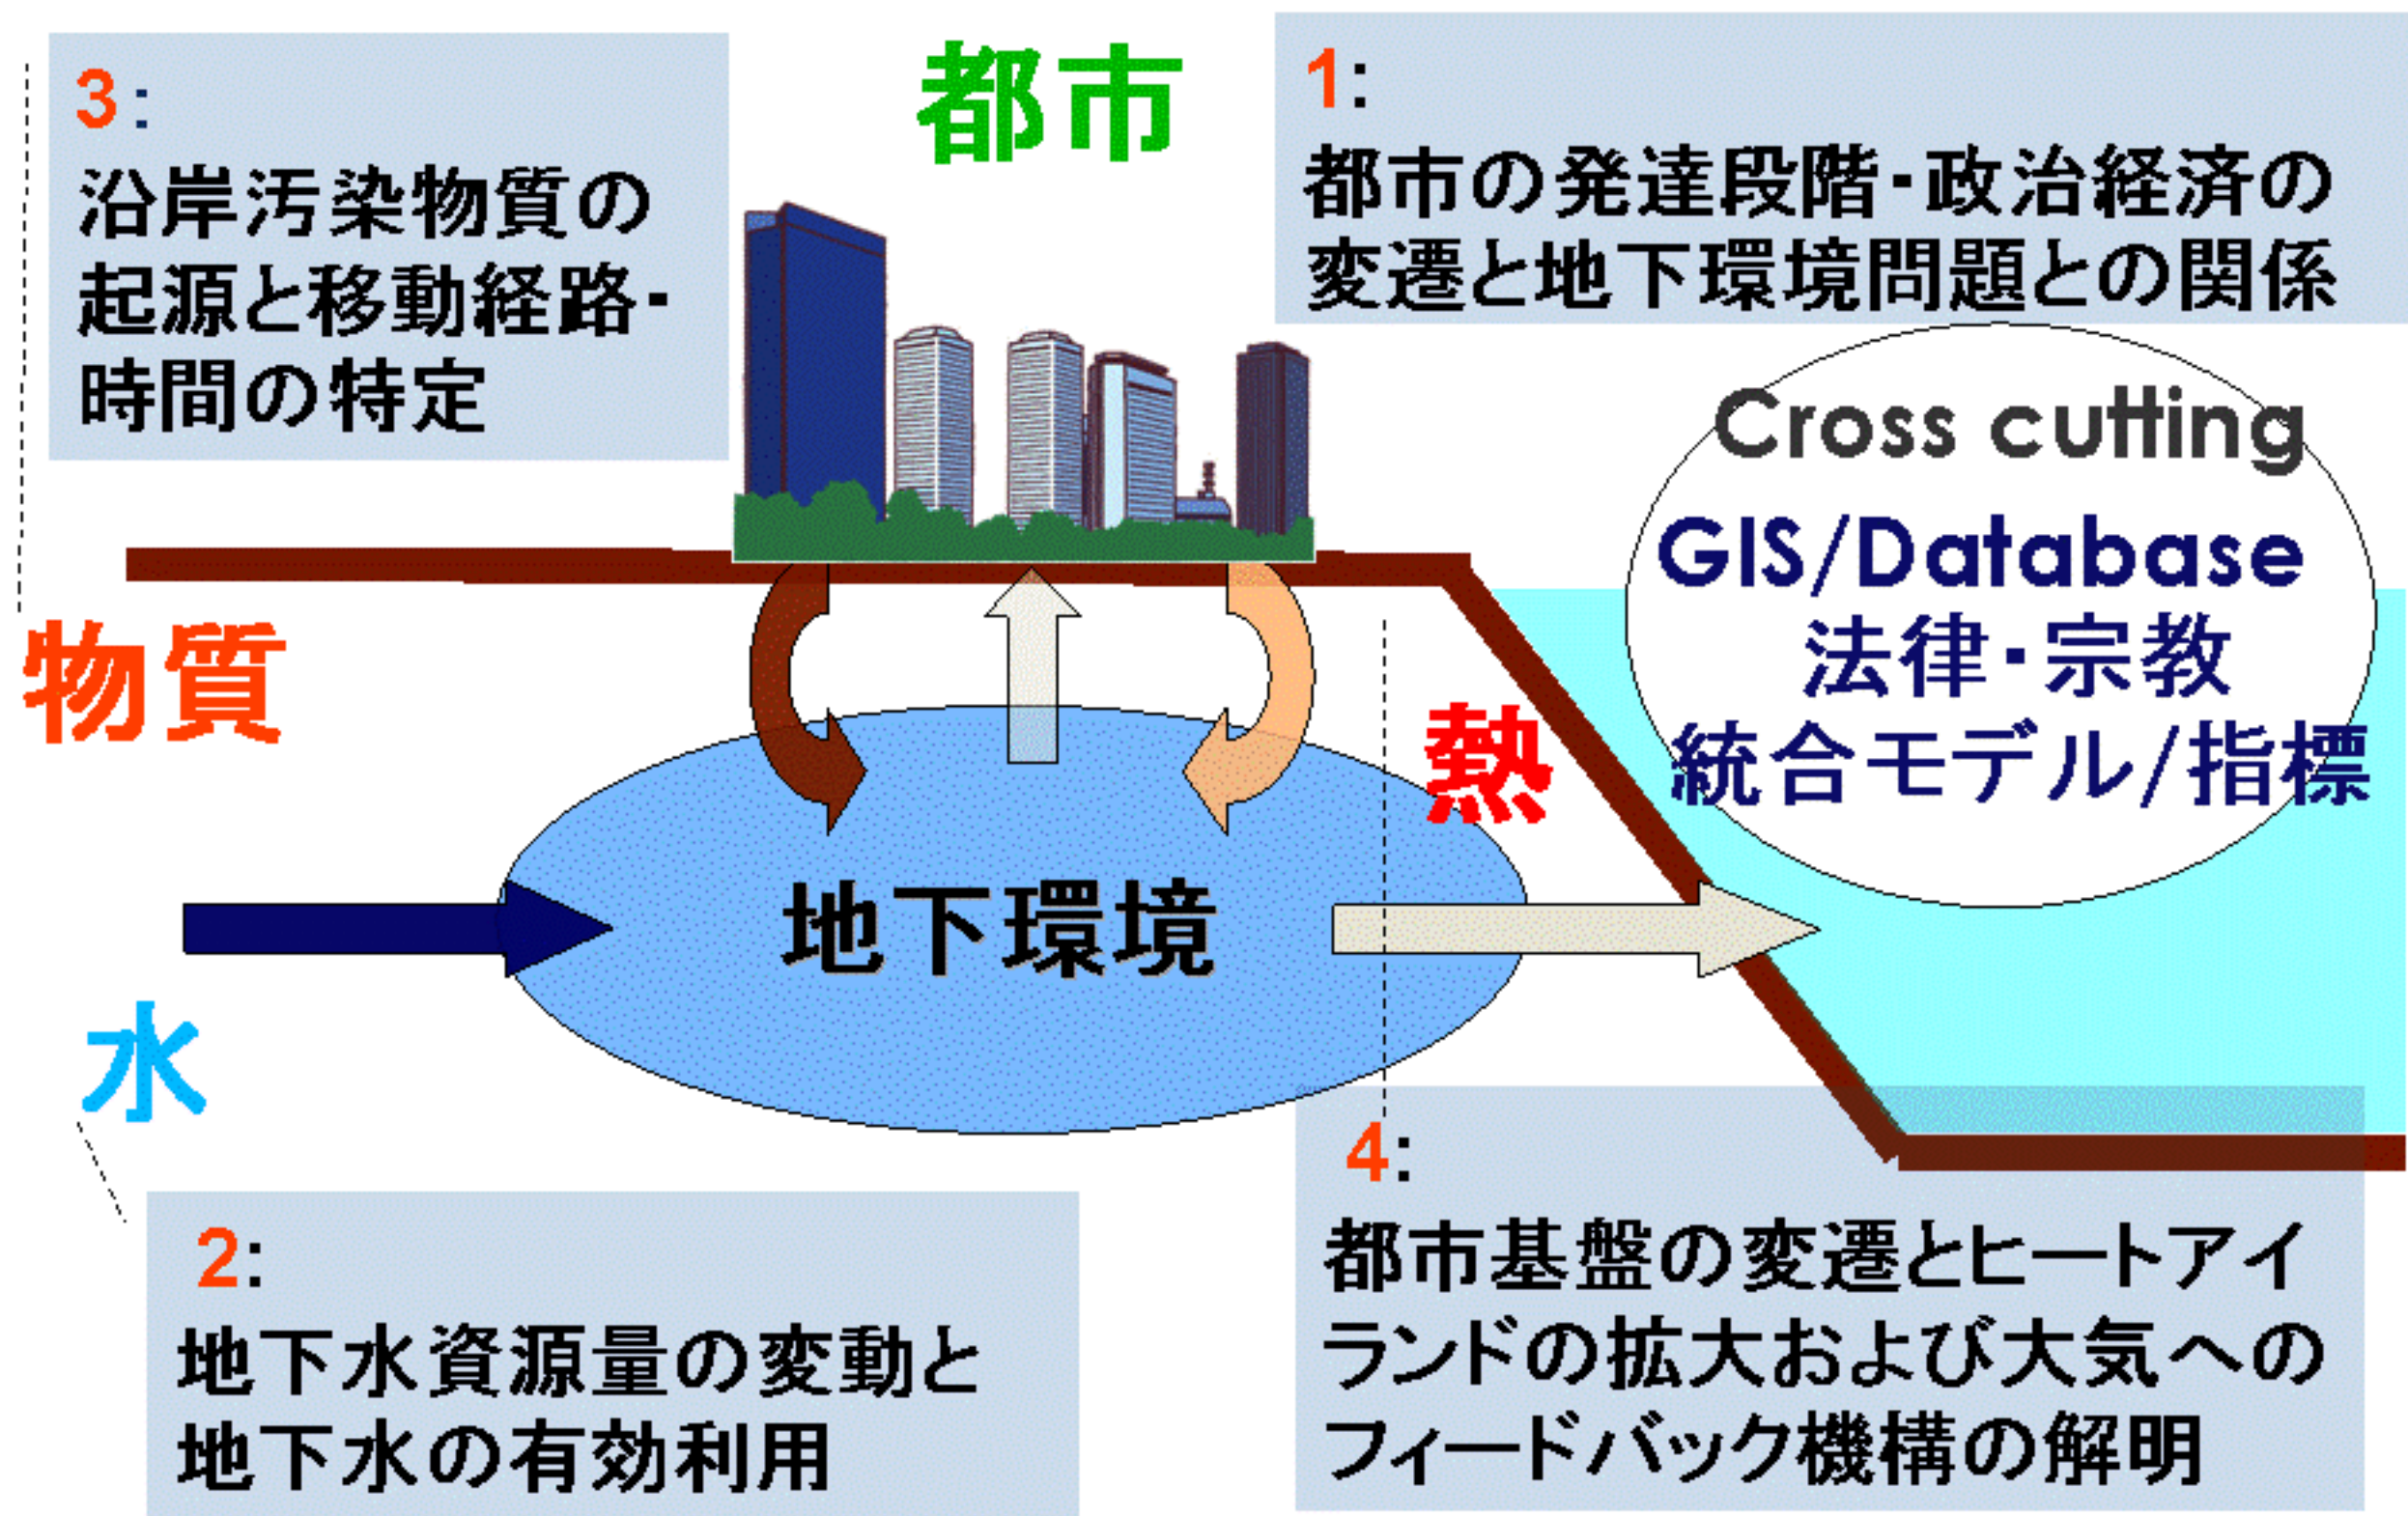 3:
沿岸汚染物質の
起源と移動経路・
時間の特定
都市
1:
都市の発達段階・政治経済の
変遷と地下環境問題との関係
Cross cutting
GIS/Database
法律・宗教
統合モデル/指標
物質
熱
地下環境
水
2:
地下水資源量の変動と
地下水の有効利用
4:
都市基盤の変遷とヒートアイ
ランドの拡大および大気への
フィードバック機構の解明